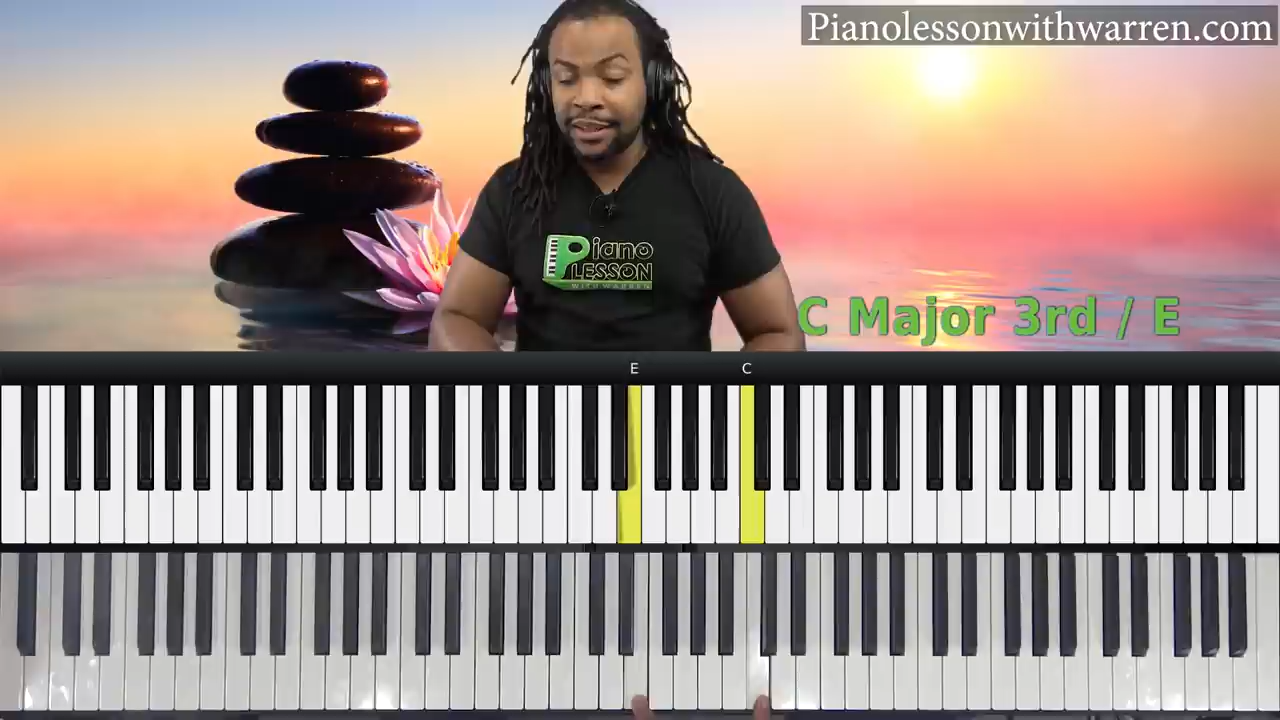 Pianolessonwithwarren.com
Piano
LESSON
WITH WARREN
C Major 3rd / E
E C